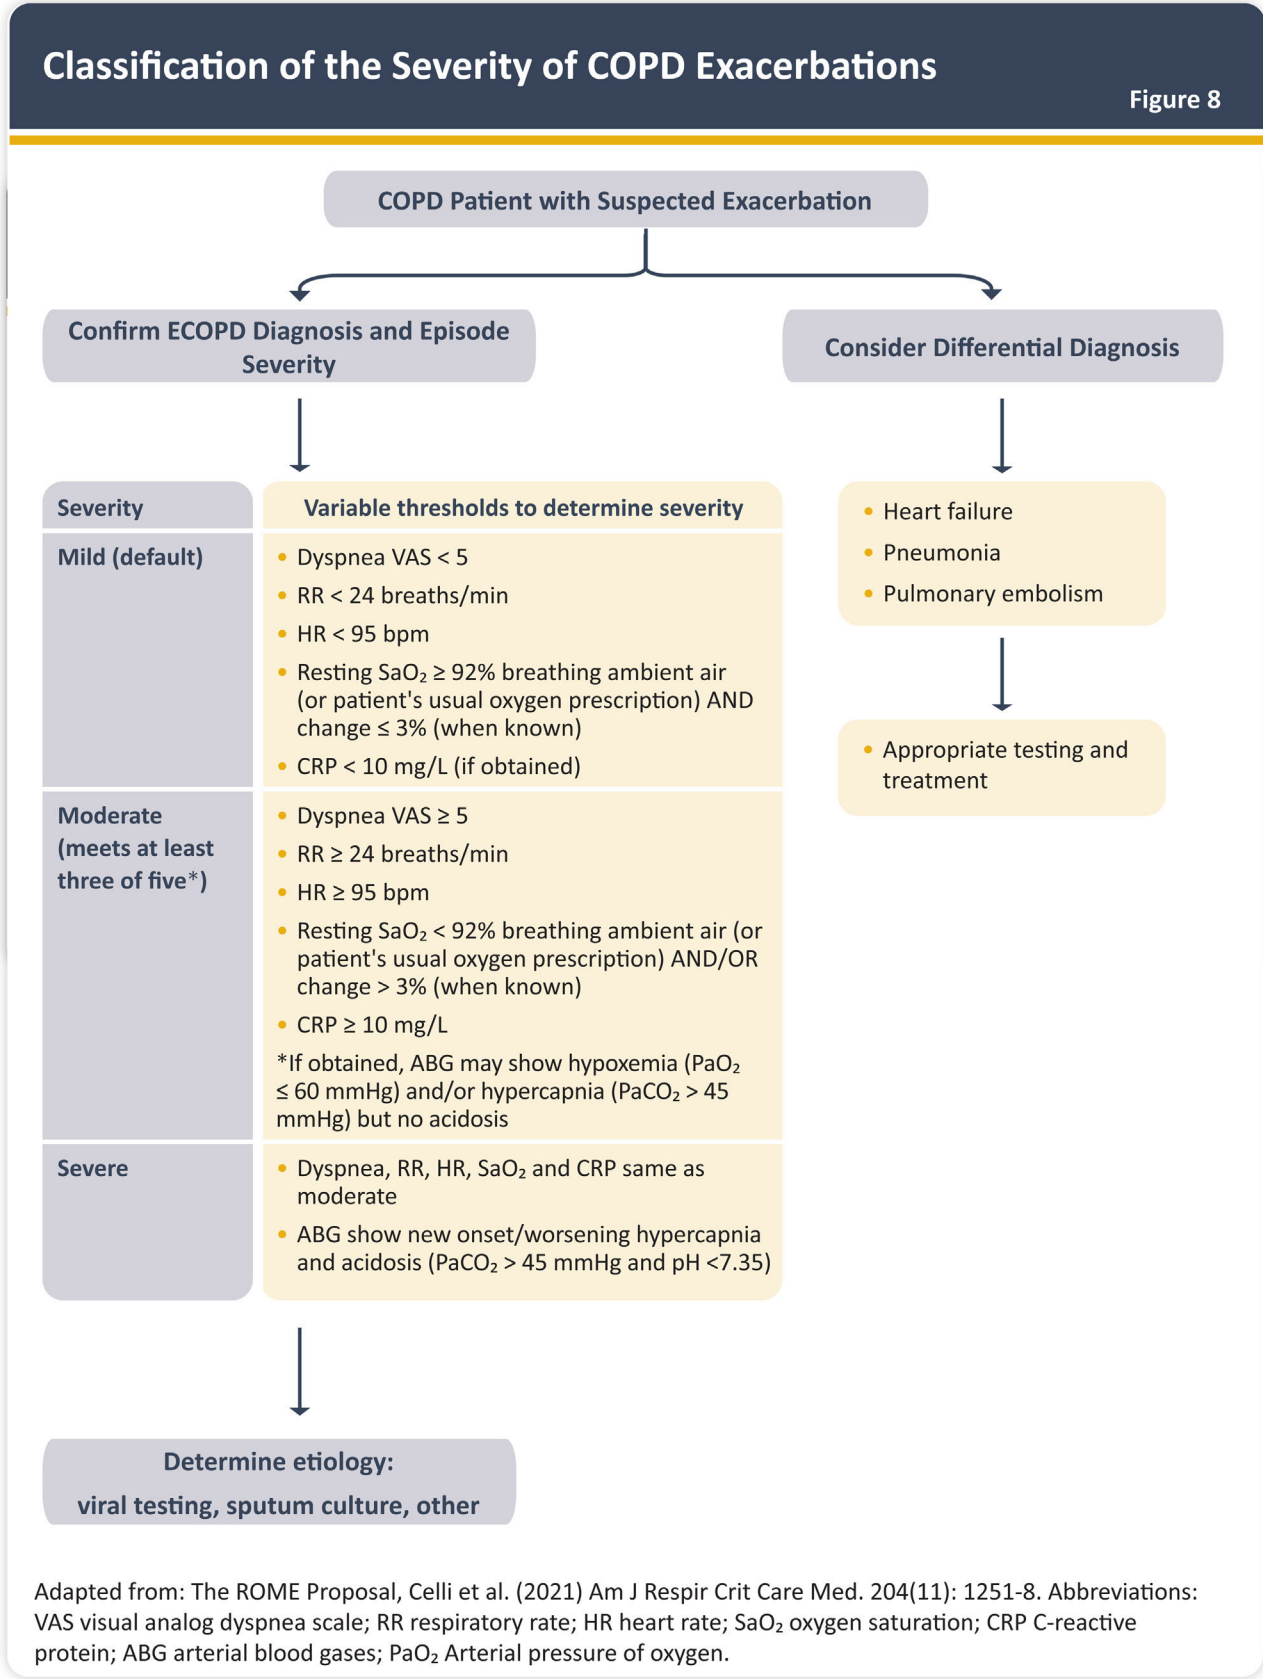 Classification of the Severity of COPD Exacerbations
Figure 8
COPD Patient with Suspected Exacerbation
Confirm ECOPD Diagnosis and Episode
Severity
Consider Differential Diagnosis
Severity
Variable thresholds to determine severity
Mild (default)
• Dyspnea VAS < 5
• RR < 24 breaths/min
• HR < 95 bpm
• Resting SaO₂ ≥ 92% breathing ambient air
(or patient's usual oxygen prescription) AND
change ≤ 3% (when known)
• CRP < 10 mg/L (if obtained)
Moderate
(meets at least
three of five*)
• Dyspnea VAS ≥ 5
• RR ≥ 24 breaths/min
• HR ≥ 95 bpm
• Resting SaO₂ < 92% breathing ambient air (or
patient's usual oxygen prescription) AND/OR
change > 3% (when known)
• CRP ≥ 10 mg/L
*If obtained, ABG may show hypoxemia (PaO₂
≤ 60 mmHg) and/or hypercapnia (PaCO₂ > 45
mmHg) but no acidosis
Severe
• Dyspnea, RR, HR, SaO₂ and CRP same as
moderate
• ABG show new onset/worsening hypercapnia
and acidosis (PaCO₂ > 45 mmHg and pH <7.35)
• Heart failure
• Pneumonia
• Pulmonary embolism
• Appropriate testing and
treatment
Determine etiology:
viral testing, sputum culture, other
Adapted from: The ROME Proposal, Celli et al. (2021) Am J Respir Crit Care Med. 204(11): 1251-8. Abbreviations:
VAS visual analog dyspnea scale; RR respiratory rate; HR heart rate; SaO₂ oxygen saturation; CRP C-reactive
protein; ABG arterial blood gases; PaO₂ Arterial pressure of oxygen.